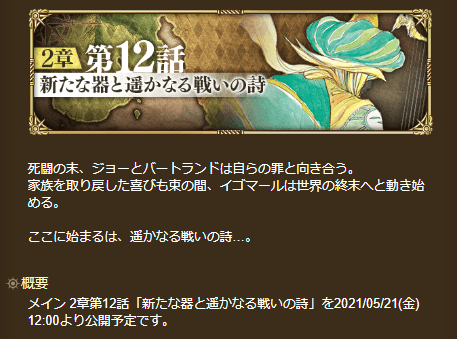 2章 第12話
新たな器と遥かなる戦いの詩
死闘の末、ジョーとバートランドは自らの罪と向き合う。
家族を取り戻した喜びも束の間、イゴマールは世界の終末へと動き始
める。
ここに始まるは、遥かなる戦いの詩…。
概要
メイン 2章第12話「新たな器と遥かなる戦いの詩」を2021/05/21(金)
12:00より公開予定です。